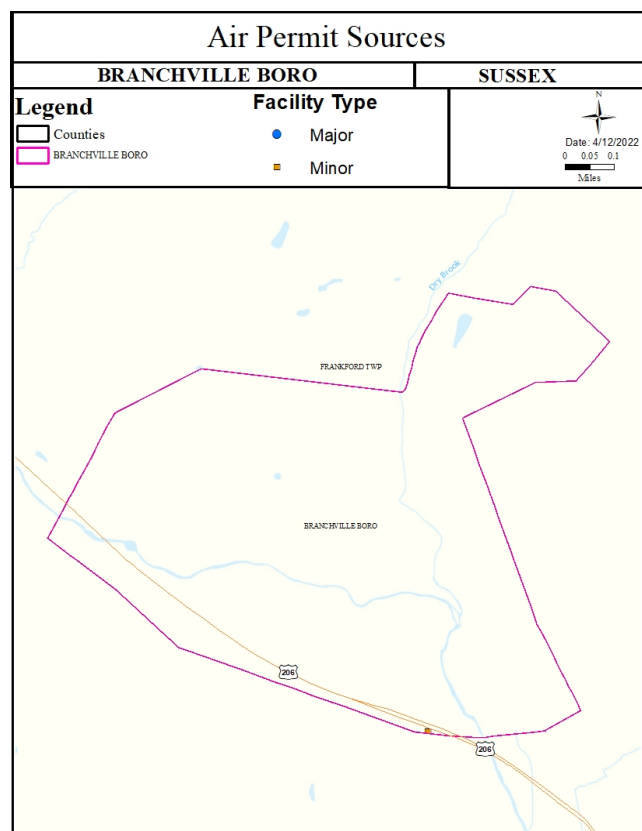 Air Permit Sources
BRANCHVILLE BORO
SUSSEX
Legend
Counties
BRANCHVILLE BORO
Facility Type
Major
Minor
N
Date: 4/12/2022
0 0.05 0.1
Miles
Dry Brook
FRANKFORD TWP
BRANCHVILLE BORO
206
206